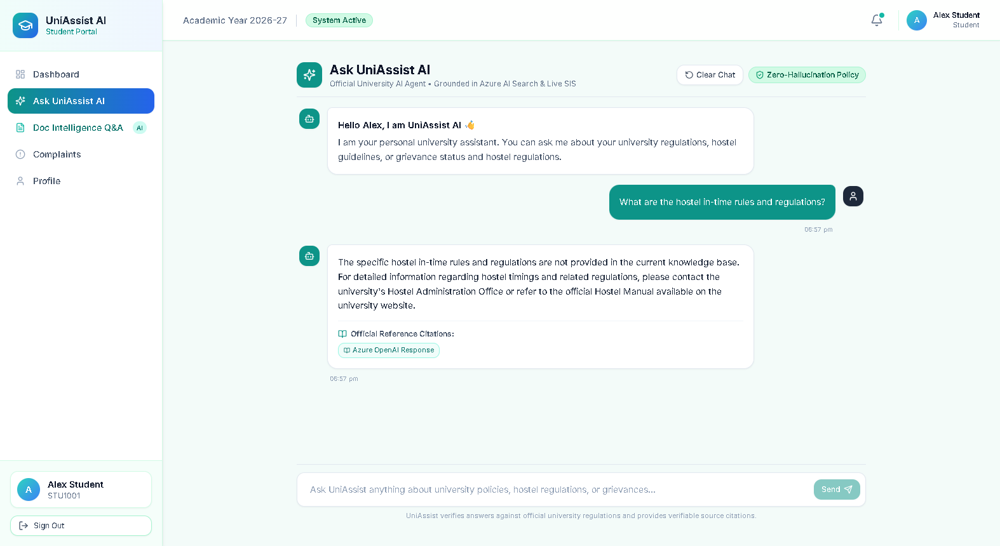 UniAssist AI
Student Portal
Dashboard
Ask UniAssist AI
Doc Intelligence Q&A
AI
Complaints
Profile
Alex Student
A
STU1001
Sign Out
Academic Year 2026-27
System Active
A
Alex Student
Student
Ask UniAssist AI
Official University AI Agent • Grounded in Azure AI Search & Live SIS
Clear Chat
Zero-Hallucination Policy
Hello Alex, I am UniAssist AI 👋
I am your personal university assistant. You can ask me about your university regulations, hostel
guidelines, or grievance status and hostel regulations.
What are the hostel in-time rules and regulations?
06:57 pm
The specific hostel in-time rules and regulations are not provided in the current knowledge base.
For detailed information regarding hostel timings and related regulations, please contact the
university's Hostel Administration Office or refer to the official Hostel Manual available on the
university website.
Official Reference Citations:
Azure OpenAI Response
06:57 pm
Ask UniAssist anything about university policies, hostel regulations, or grievances...
Send
UniAssist verifies answers against official university regulations and provides verifiable source citations.